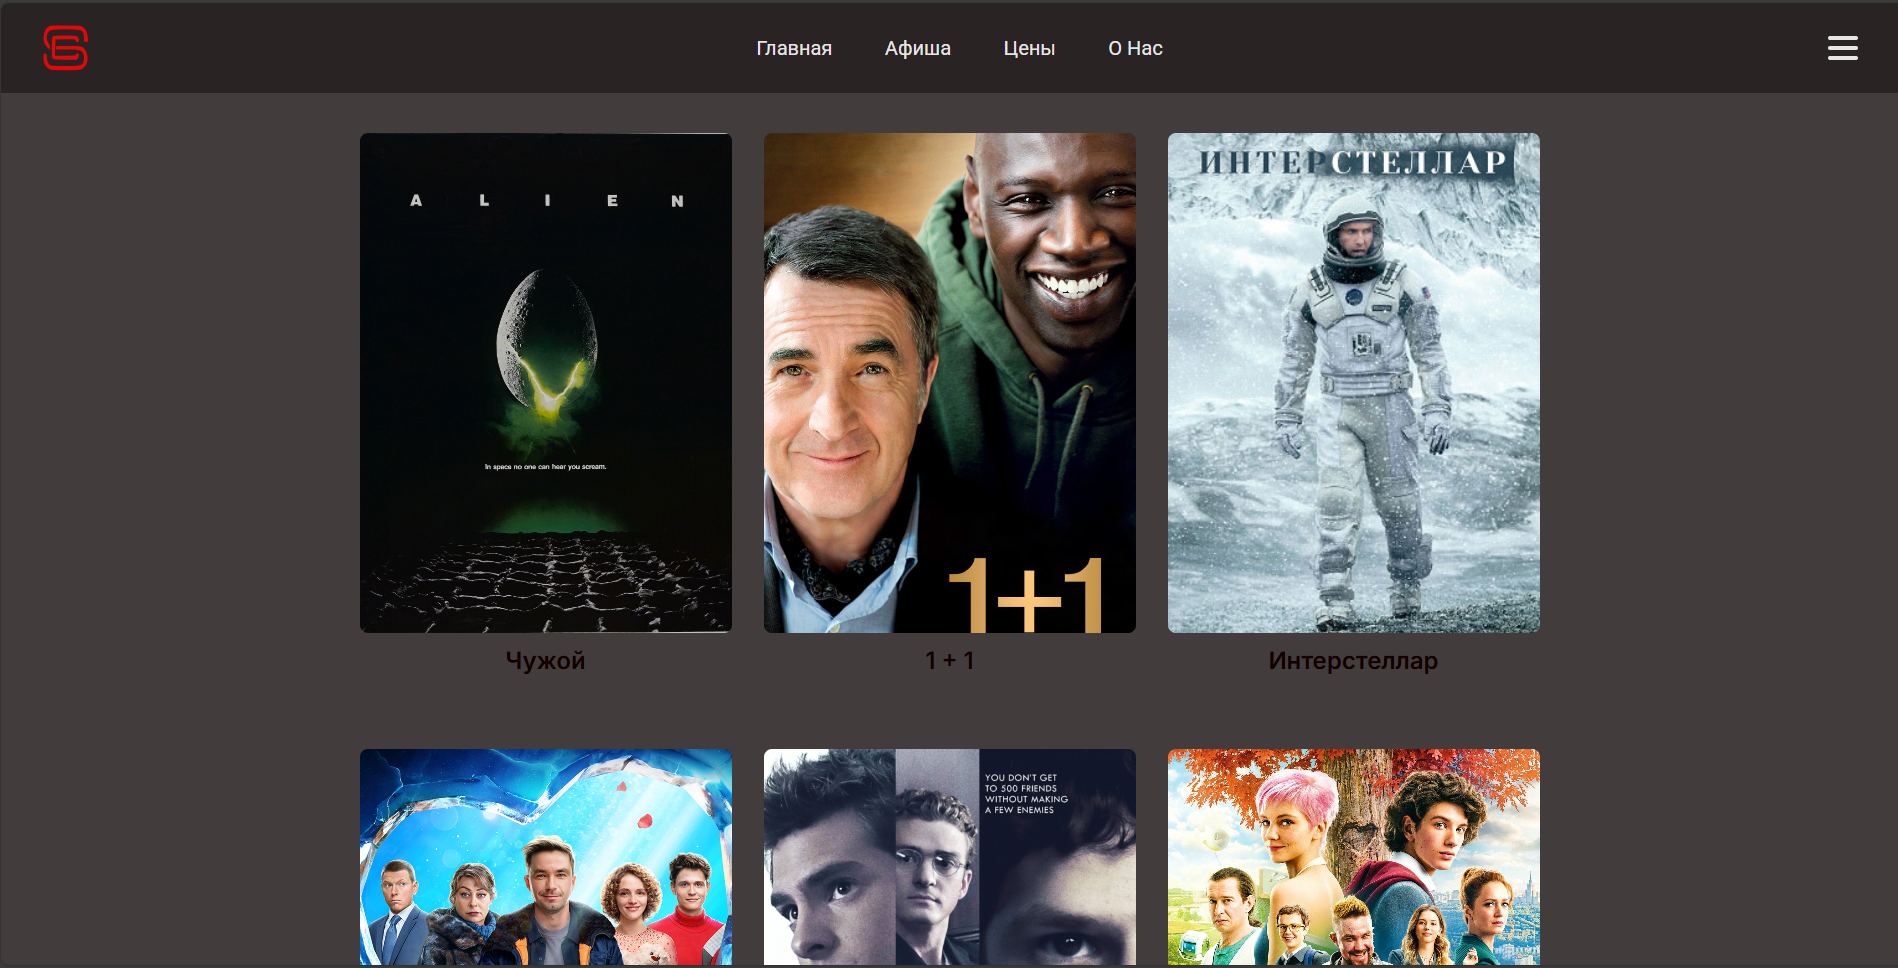 Главная Афиша Цены О Нас
A L I E N
In space no one can hear you scream.
1+1
ИНТЕРСТЕЛЛАР
Чужой
1 + 1
Интерстеллар
YOU DON'T GET
TO 500 FRIENDS
WITHOUT MAKING
A FEW ENEMIES